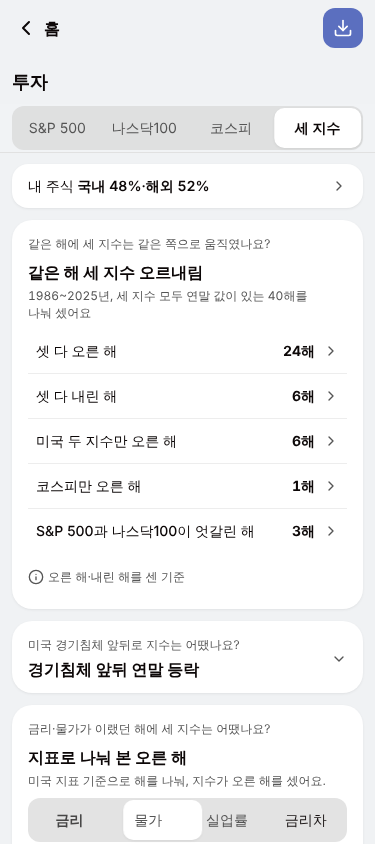 홈
투자
S&P 500 나스닥100 코스피 세 지수
내 주식 국내 48%·해외 52%
같은 해에 세 지수는 같은 쪽으로 움직였나요?
같은 해 세 지수 오르내림
1986~2025년, 세 지수 모두 연말 값이 있는 40해를
나눠 셌어요
셋 다 오른 해 24해
셋 다 내린 해 6해
미국 두 지수만 오른 해 6해
코스피만 오른 해 1해
S&P 500과 나스닥100이 엇갈린 해 3해
오른 해·내린 해를 센 기준
미국 경기침체 앞뒤로 지수는 어땠나요?
경기침체 앞뒤 연말 등락
금리·물가가 이랬던 해에 세 지수는 어땠나요?
지표로 나눠 본 오른 해
미국 지표 기준으로 해를 나눠, 지수가 오른 해를 셌어요.
금리 물가 실업률 금리차